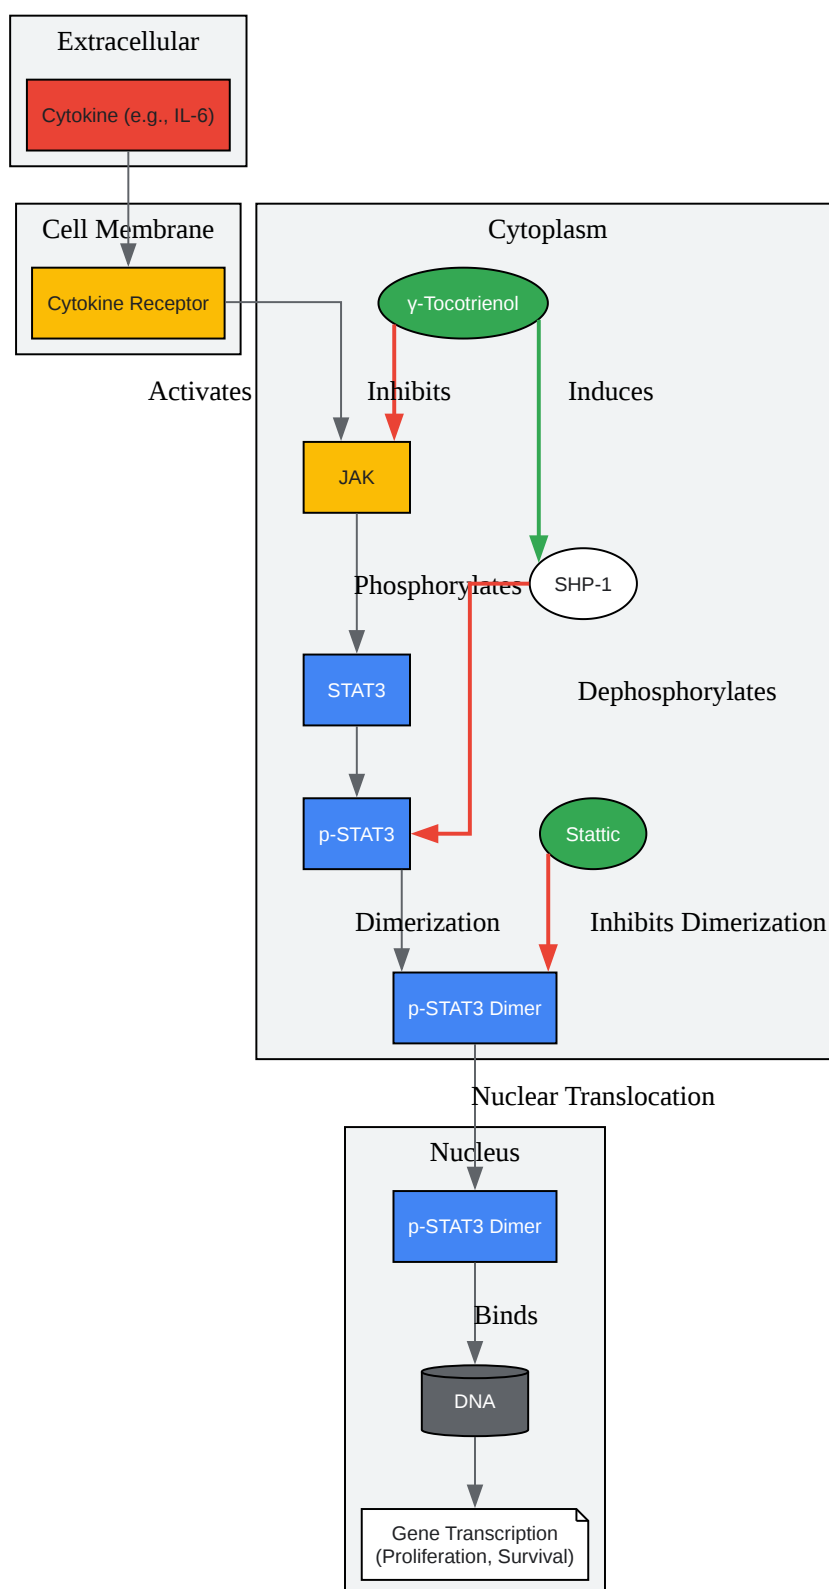 Extracellular
Cytokine (e.g., IL-6)
Cell Membrane
Cytoplasm
Cytokine Receptor
γ-Tocotrienol
Activates
Inhibits
Induces
JAK
Phosphorylates
SHP-1
STAT3
Dephosphorylates
p-STAT3
Stattic
Dimerization
Inhibits Dimerization
p-STAT3 Dimer
Nuclear Translocation
Nucleus
p-STAT3 Dimer
Binds
DNA
Gene Transcription
(Proliferation, Survival)